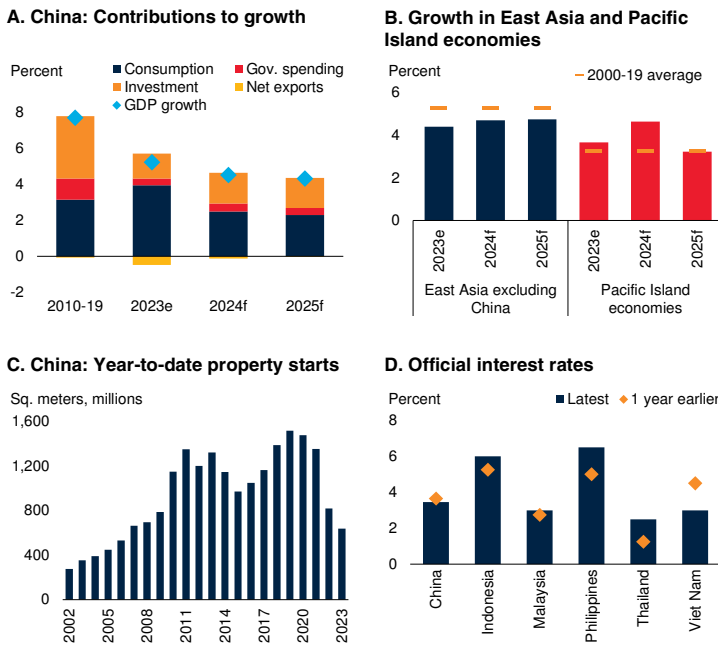 A. China: Contributions to growth
Percent
Consumption
Gov. spending
Investment
Net exports
GDP growth
8
6
4
2
0
-2
2010-19
2023e
2024f
2025f
B. Growth in East Asia and Pacific
Island economies
Percent
2000-19 average
6
4
2
0
2023e
2024f
2025f
2023e
2024f
2025f
East Asia excluding
China
Pacific Island
economies
C. China: Year-to-date property starts
Sq. meters, millions
1,600
1,200
800
400
0
2002
2005
2008
2011
2014
2017
2020
2023
D. Official interest rates
Percent
Latest
1 year earlier
8
6
4
2
0
China
Indonesia
Malaysia
Philippines
Thailand
Viet Nam